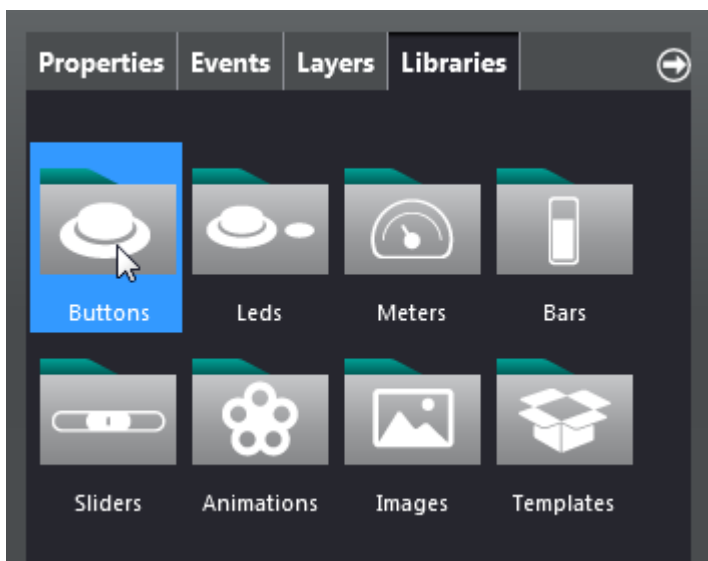 Properties Events Layers Libraries
Buttons Leds Meters Bars
Sliders Animations Images Templates